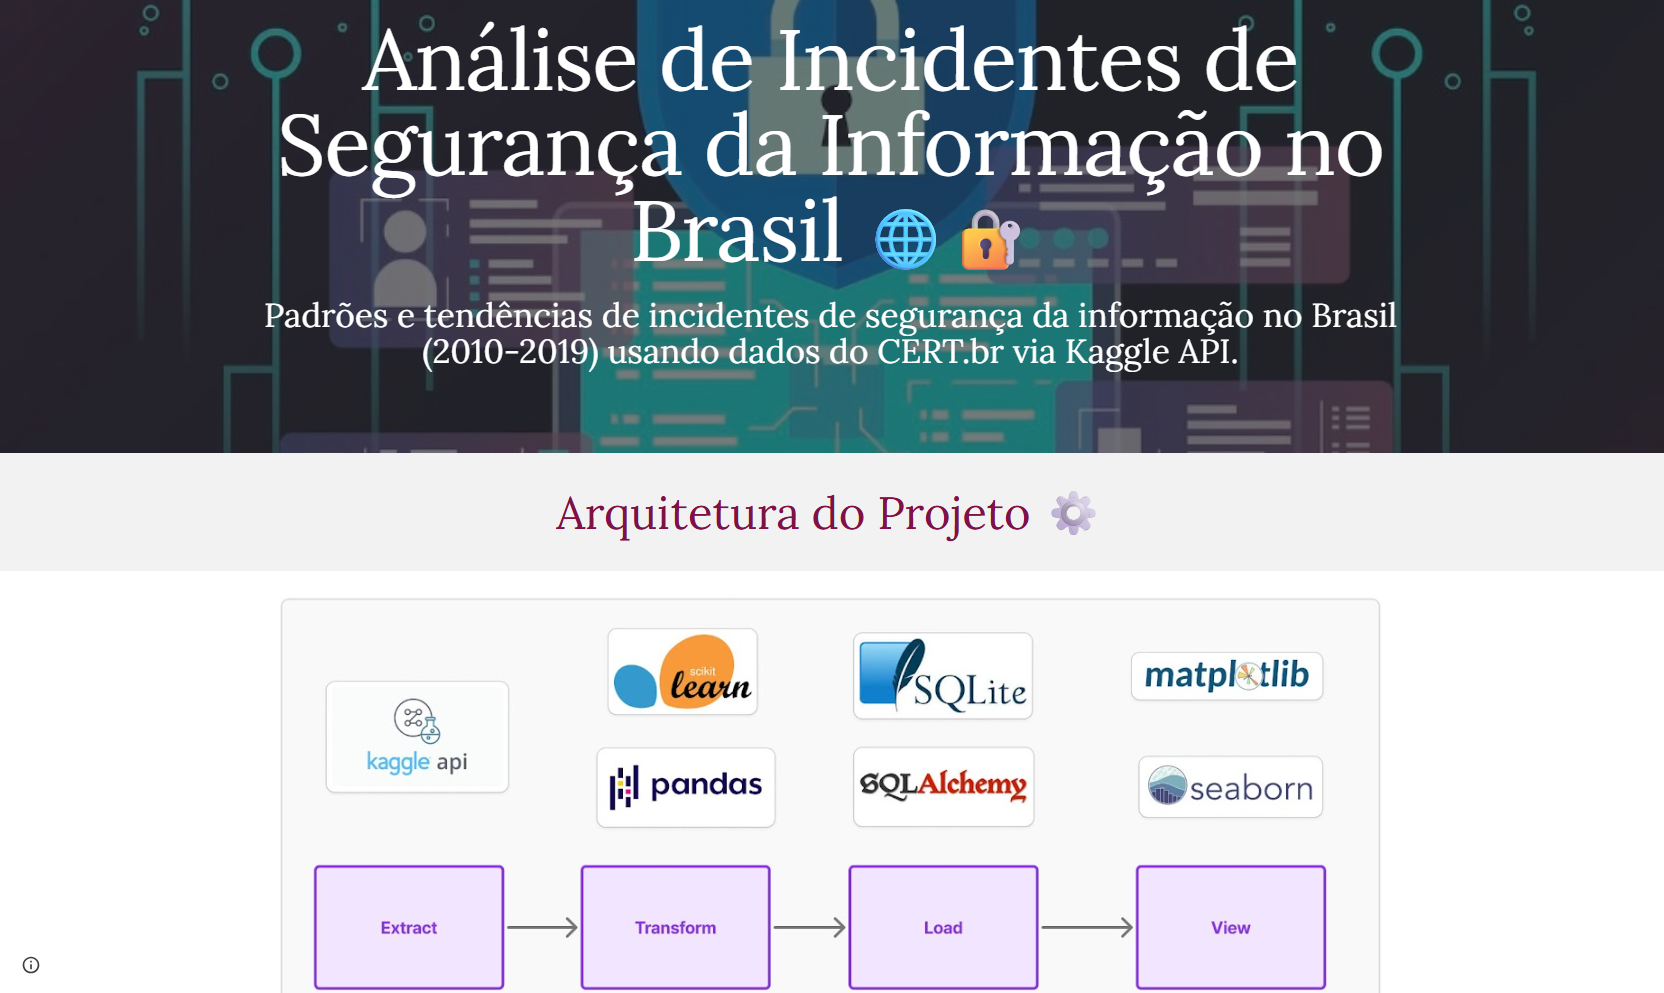 Análise de Incidentes de
Segurança da Informação no
Brasil 🌐 🔐
Padrões e tendências de incidentes de segurança da informação no Brasil
(2010-2019) usando dados do CERT.br via Kaggle API.
Arquitetura do Projeto ⚙️
kaggle api
scikit
learn
pandas
SQLite
SQLAlchemy
matplotlib
seaborn
Extract
Transform
Load
View